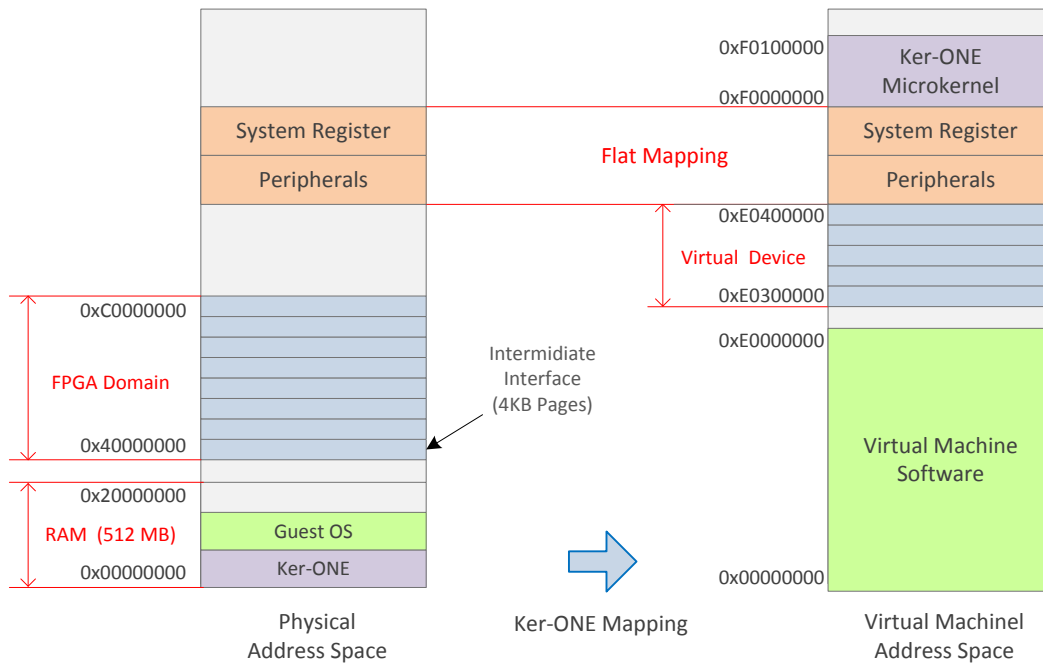 0xF0100000
Ker-ONE
Microkernel
0xF0000000
System Register
System Register
Flat Mapping
Peripherals
Peripherals
0xE0400000
Virtual  Device
0xE0300000
0xC0000000
0xE0000000
Intermidiate
Interface
(4KB Pages)
FPGA Domain
0x40000000
Virtual Machine
Software
0x20000000
RAM  (512 MB)
Guest OS
0x00000000
Ker-ONE
0x00000000
Physical
Address Space
Ker-ONE Mapping
Virtual Machinel
Address Space